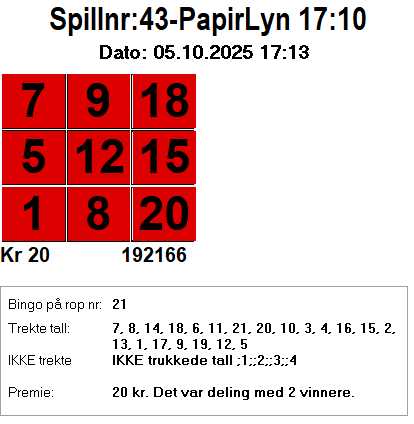 Spillnr:43-PapirLyn 17:10
Dato: 05.10.2025 17:13
7 9 18
5 12 15
1 8 20
Kr 20 192166
Bingo på rop nr: 21
Trekte tall: 7, 8, 14, 18, 6, 11, 21, 20, 10, 3, 4, 16, 15, 2,
13, 1, 17, 9, 19, 12, 5
IKKE trekte IKKE trukkede tall ;1;;2;;3;;4
Premie: 20 kr. Det var deling med 2 vinnere.